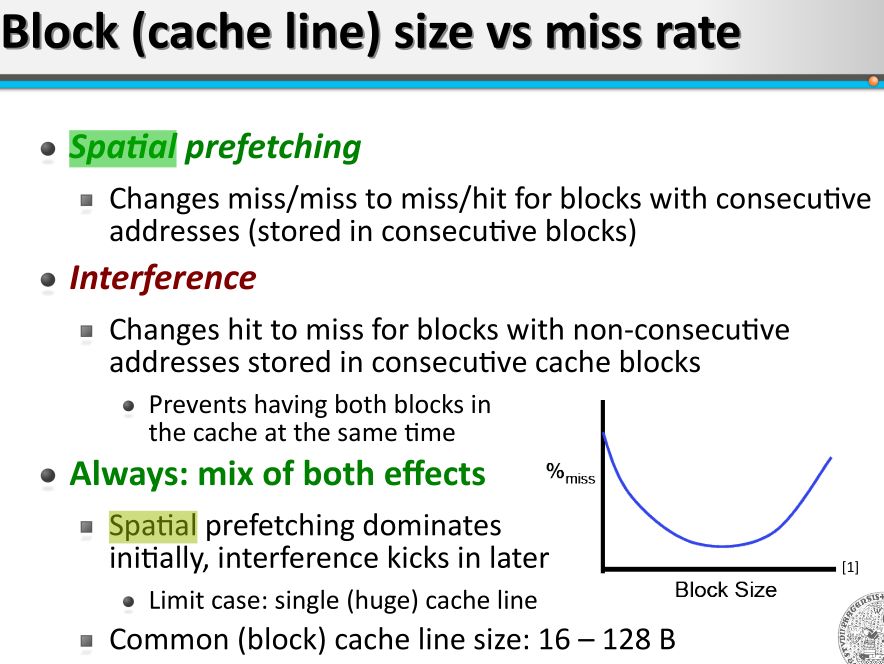 Block (cache line) size vs miss rate
Spatial prefetching
Changes miss/miss to miss/hit for blocks with consecutive
addresses (stored in consecutive blocks)
Interference
Changes hit to miss for blocks with non-consecutive
addresses stored in consecutive cache blocks
Prevents having both blocks in
the cache at the same time
Always: mix of both effects
Spatial prefetching dominates
initially, interference kicks in later
Limit case: single (huge) cache line
Common (block) cache line size: 16 – 128 B
%miss
[1]
Block Size